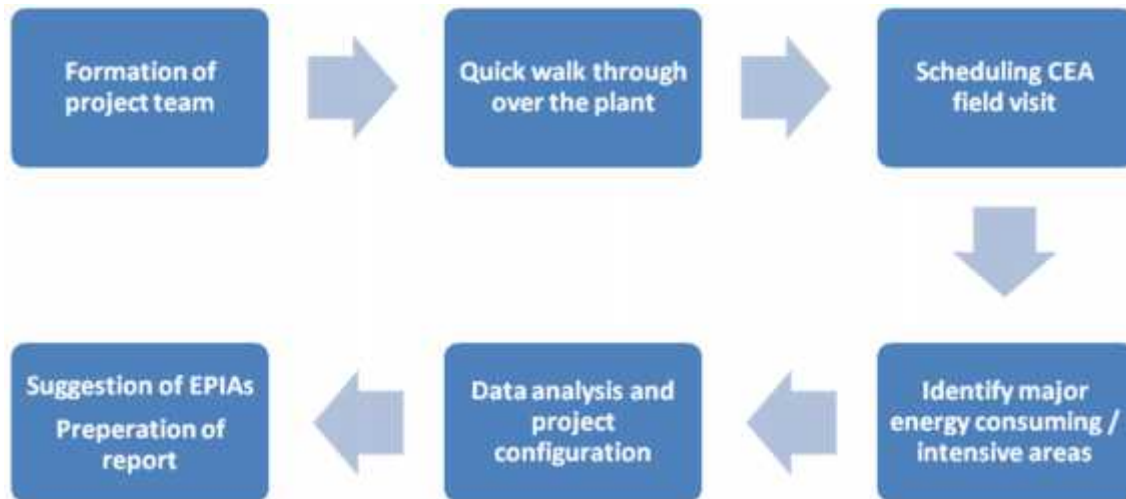 Formation of
project team
Quick walk through
over the plant
Scheduling CEA
field visit
Identify major
energy consuming /
intensive areas
Data analysis and
project
configuration
Suggestion of EPIAs
Preperation of
report